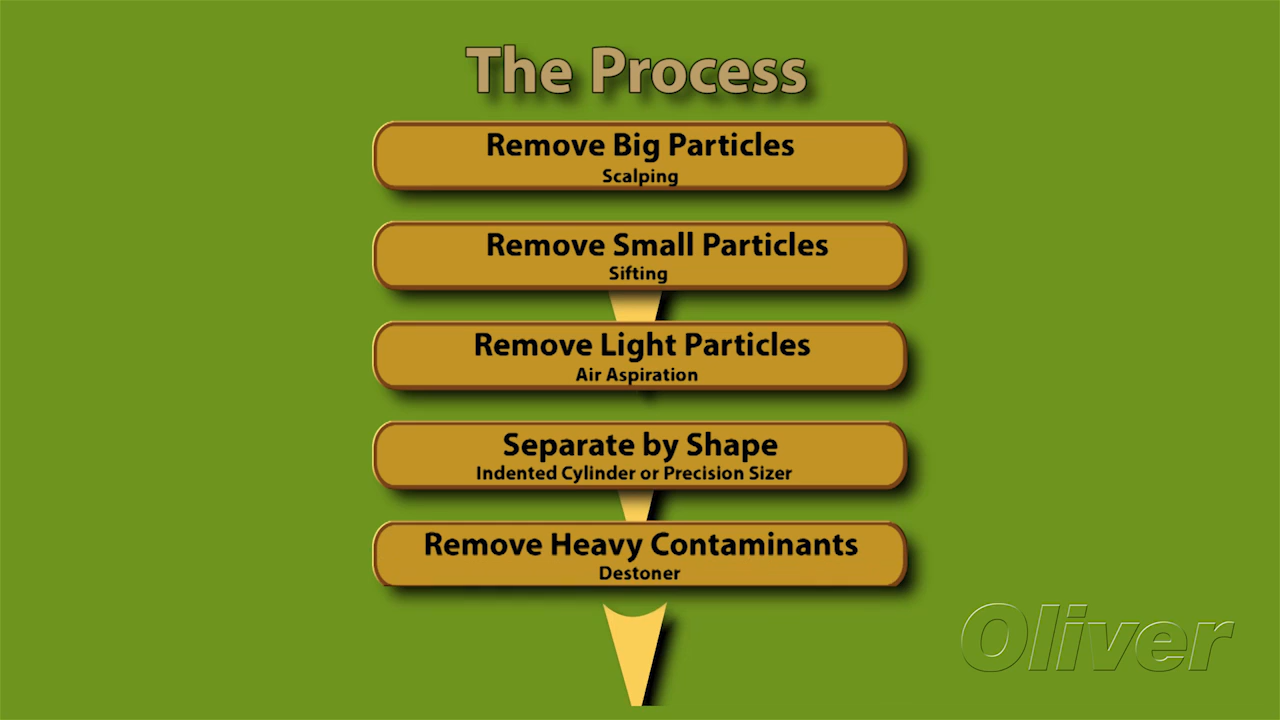 The Process
Remove Big Particles
Scalping
Remove Small Particles
Sifting
Remove Light Particles
Air Aspiration
Separate by Shape
Indented Cylinder or Precision Sizer
Remove Heavy Contaminants
Destoner
Oliver